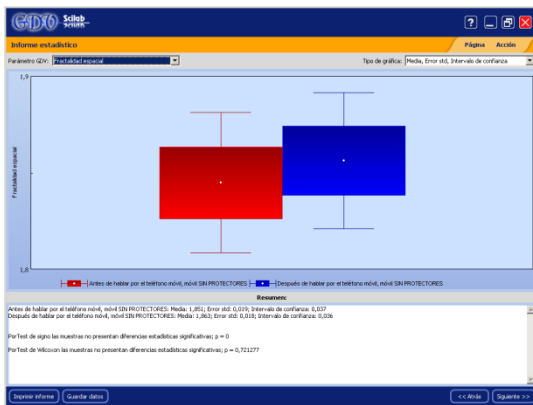 GDV Scilab
Informe estadístico
Página Acción
Parámetro GDV: Fractalidad espacial
Tipo de gráfica: Media, Error std, Intervalo de confianza
1,9
Fractalidad espacial
1,8
Antes de hablar por el teléfono móvil, móvil SIN PROTECTORES Después de hablar por el teléfono móvil, móvil SIN PROTECTORES
Resumen:
Antes de hablar por el teléfono móvil, móvil SIN PROTECTORES: Media: 1,851; Error std: 0,019; Intervalo de confianza: 0,037
Después de hablar por el teléfono móvil, móvil SIN PROTECTORES: Media: 1,863; Error std: 0,018; Intervalo de confianza: 0,036
PorTest de signo las muestras no presentan diferencias estadísticas significativas; p = 0
PorTest de Wilcoxon las muestras no presentan diferencias estadísticas significativas; p = 0,721277
Imprimir informe Guardar datos << Atrás Siguiente >>